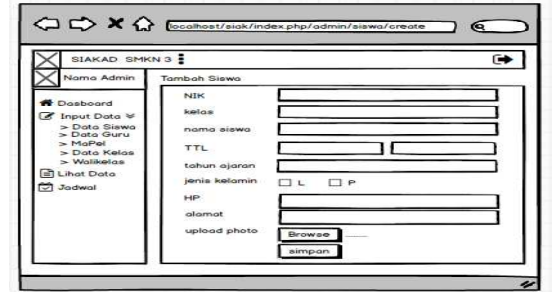 localhost/siak/index.php/admin/siswa/create
SIAKAD SMKN 3
Nama Admin
Tambah Siswa
Dasboard
Input Data
> Data Siswa
> Data Guru
> MaPel
> Data Kelas
> Walikelas
Lihat Data
Jadwal
NIK
kelas
nama siswa
TTL
tahun ajaran
jenis kelamin
L P
HP
alamat
upload photo
Browse
simpan